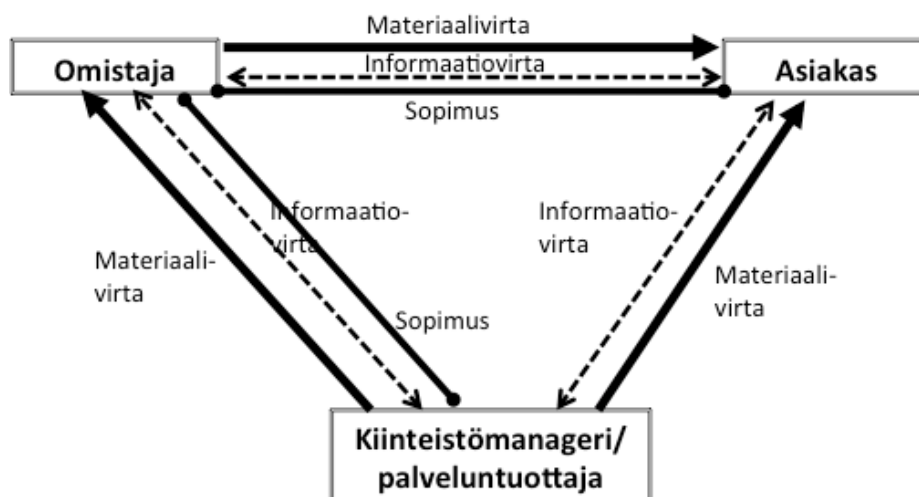 Materiaalivirta
Omistaja
Informaatiovirta
Asiakas
Sopimus
Informaatio-
virta
Informaatio-
virta
Materiaali-
virta
Materiaali-
virta
Sopimus
Kiinteistömanageri/
palveluntuottaja